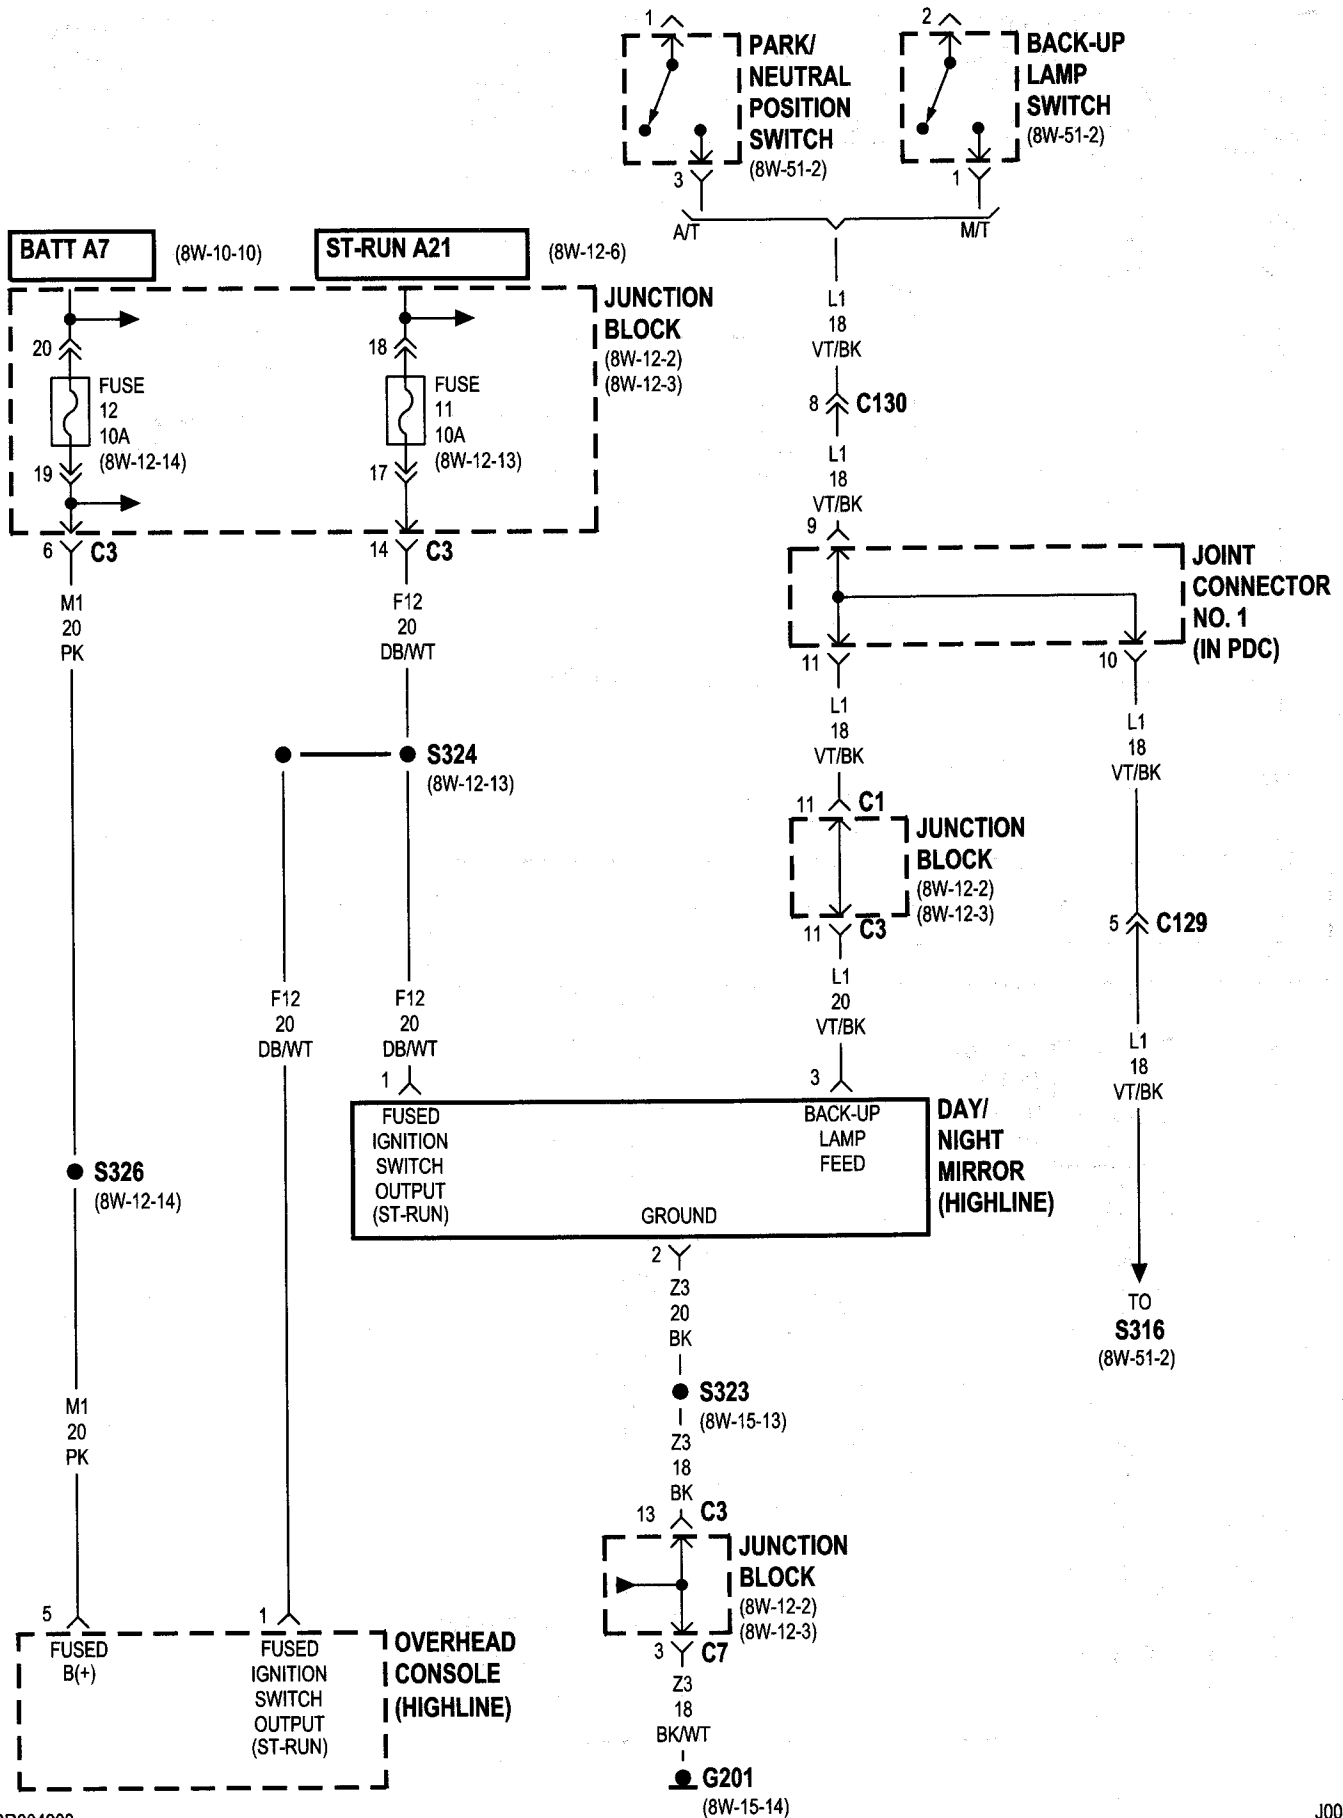 1
PARK/
NEUTRAL
POSITION
SWITCH
(8W-51-2)
3
A/T
2
BACK-UP
LAMP
SWITCH
(8W-51-2)
1
M/T
BATT A7
(8W-10-10)
ST-RUN A21
(8W-12-6)
JUNCTION
BLOCK
(8W-12-2)
(8W-12-3)
20
FUSE
12
10A
(8W-12-14)
19
6
C3
18
FUSE
11
10A
(8W-12-13)
17
14
C3
L1
18
VT/BK
8
C130
L1
18
VT/BK
9
JOINT
CONNECTOR
NO. 1
(IN PDC)
11
10
M1
20
PK
F12
20
DB/WT
S324
(8W-12-13)
L1
18
VT/BK
L1
18
VT/BK
11
C1
JUNCTION
BLOCK
(8W-12-2)
(8W-12-3)
11
C3
5
C129
F12
20
DB/WT
F12
20
DB/WT
L1
20
VT/BK
L1
18
VT/BK
1
3
FUSED
IGNITION
SWITCH
OUTPUT
(ST-RUN)
BACK-UP
LAMP
FEED
GROUND
DAY/
NIGHT
MIRROR
(HIGHLINE)
S326
(8W-12-14)
2
Z3
20
BK
TO
S316
(8W-51-2)
S323
(8W-15-13)
M1
20
PK
Z3
18
BK
13
C3
JUNCTION
BLOCK
(8W-12-2)
(8W-12-3)
3
C7
5
FUSED
B(+)
1
FUSED
IGNITION
SWITCH
OUTPUT
(ST-RUN)
OVERHEAD
CONSOLE
(HIGHLINE)
Z3
18
BK/WT
G201
(8W-15-14)